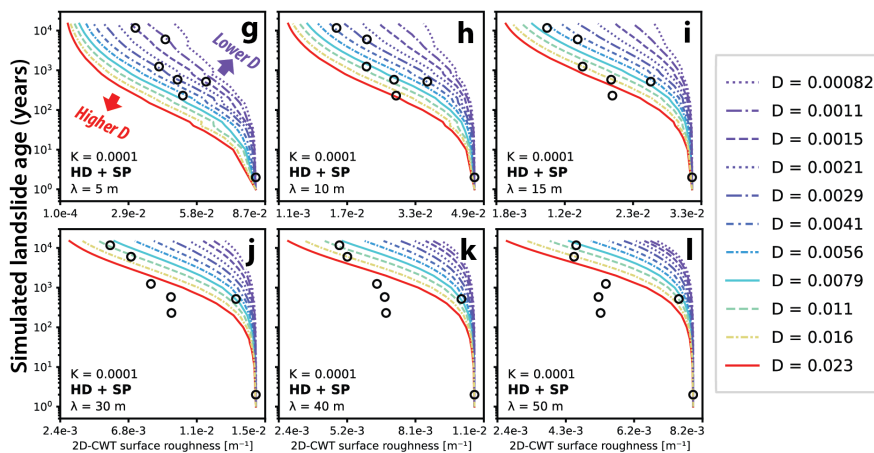 Simulated landslide age (years)
10⁴
10³
10²
10¹
10⁰
g
Lower D
Higher D
K = 0.0001
HD + SP
λ = 5 m
1.0e-4 2.9e-2 5.8e-2 8.7e-2
h
K = 0.0001
HD + SP
λ = 10 m
1.1e-3 1.7e-2 3.3e-2 4.9e-2
i
K = 0.0001
HD + SP
λ = 15 m
1.8e-3 1.2e-2 2.3e-2 3.3e-2
10⁴
10³
10²
10¹
10⁰
j
K = 0.0001
HD + SP
λ = 30 m
2.4e-3 6.8e-3 1.1e-2 1.5e-2
2D-CWT surface roughness [m⁻¹]
k
K = 0.0001
HD + SP
λ = 40 m
2.4e-3 5.2e-3 8.1e-3 1.1e-2
2D-CWT surface roughness [m⁻¹]
l
K = 0.0001
HD + SP
λ = 50 m
2.4e-3 4.3e-3 6.2e-3 8.2e-3
2D-CWT surface roughness [m⁻¹]
D = 0.00082
D = 0.0011
D = 0.0015
D = 0.0021
D = 0.0029
D = 0.0041
D = 0.0056
D = 0.0079
D = 0.011
D = 0.016
D = 0.023